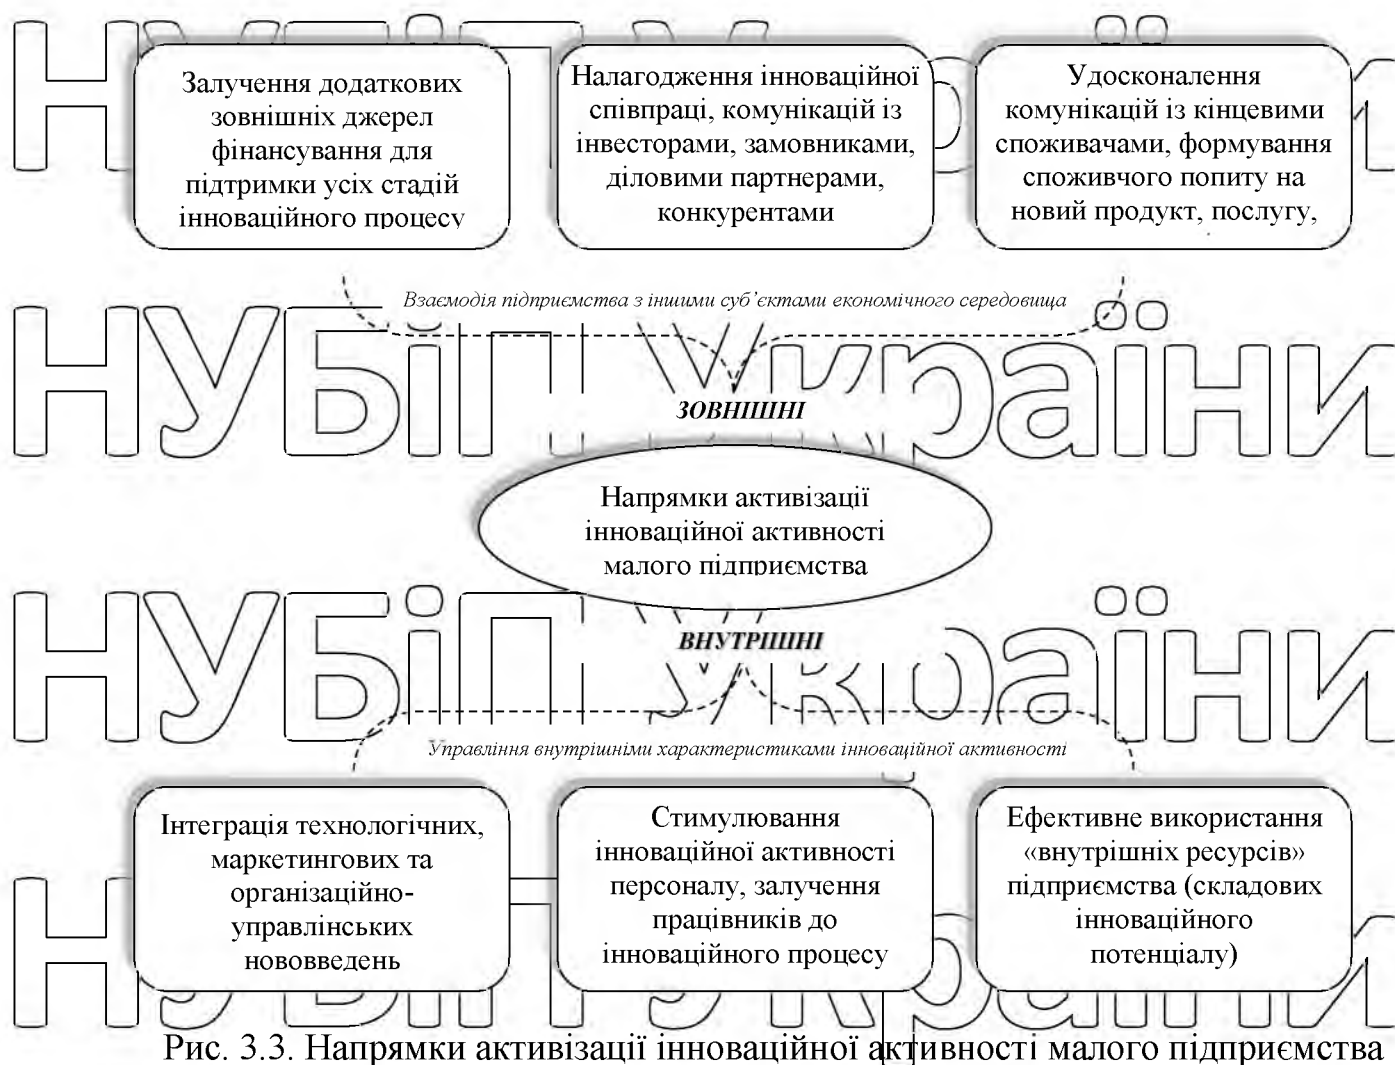 Залучення додаткових
зовнішніх джерел
фінансування для
підтримки усіх стадій
інноваційного процесу
Налагодження інноваційної
співпраці, комунікацій із
інвесторами, замовниками,
діловими партнерами,
конкурентами
Удосконалення
комунікацій із кінцевими
споживачами, формування
споживчого попиту на
новий продукт, послугу,
Взаємодія підприємства з іншими суб’єктами економічного середовища
НУБіП України
ЗОВНІШНІ
Напрямки активізації
інноваційної активності
малого підприємства
НУБіП України
ВНУТРІШНІ
Управління внутрішніми характеристиками інноваційної активності
Інтеграція технологічних,
маркетингових та
організаційно-
управлінських
нововведень
Стимулювання
інноваційної активності
персоналу, залучення
працівників до
інноваційного процесу
Ефективне використання
«внутрішніх ресурсів»
підприємства (складових
інноваційного
потенціалу)
Рис. 3.3. Напрямки активізації інноваційної активності малого підприємства